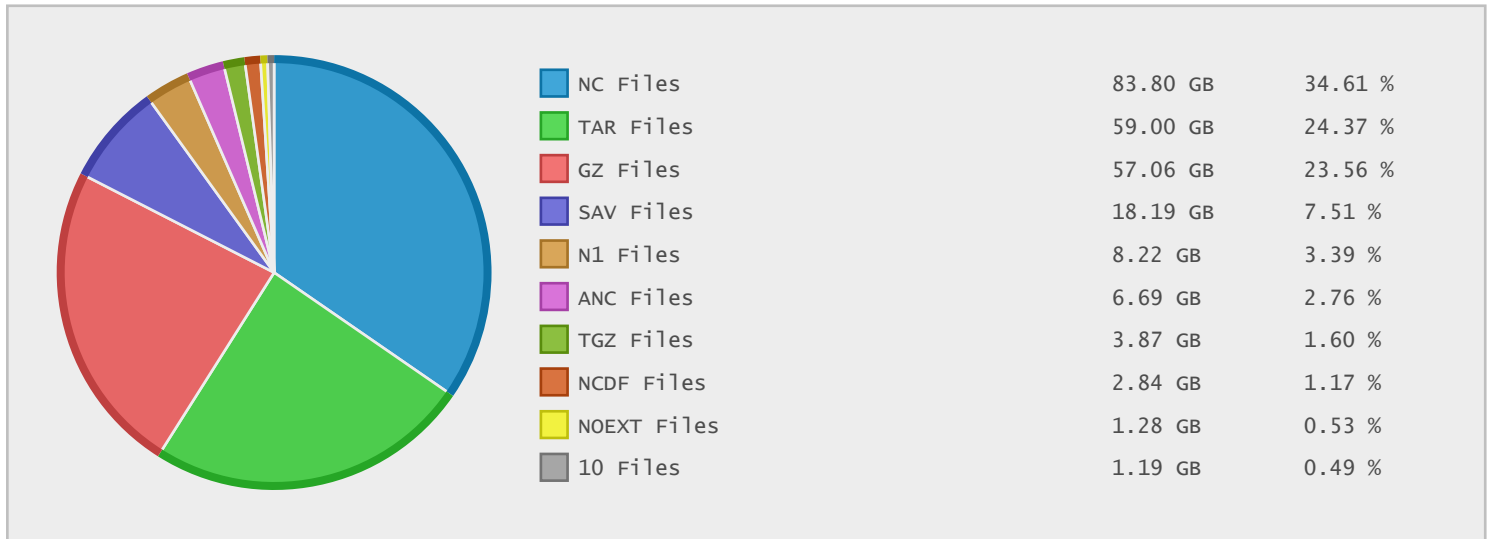 NC Files 83.80 GB 34.61 %
TAR Files 59.00 GB 24.37 %
GZ Files 57.06 GB 23.56 %
SAV Files 18.19 GB 7.51 %
N1 Files 8.22 GB 3.39 %
ANC Files 6.69 GB 2.76 %
TGZ Files 3.87 GB 1.60 %
NCDF Files 2.84 GB 1.17 %
NOEXT Files 1.28 GB 0.53 %
10 Files 1.19 GB 0.49 %